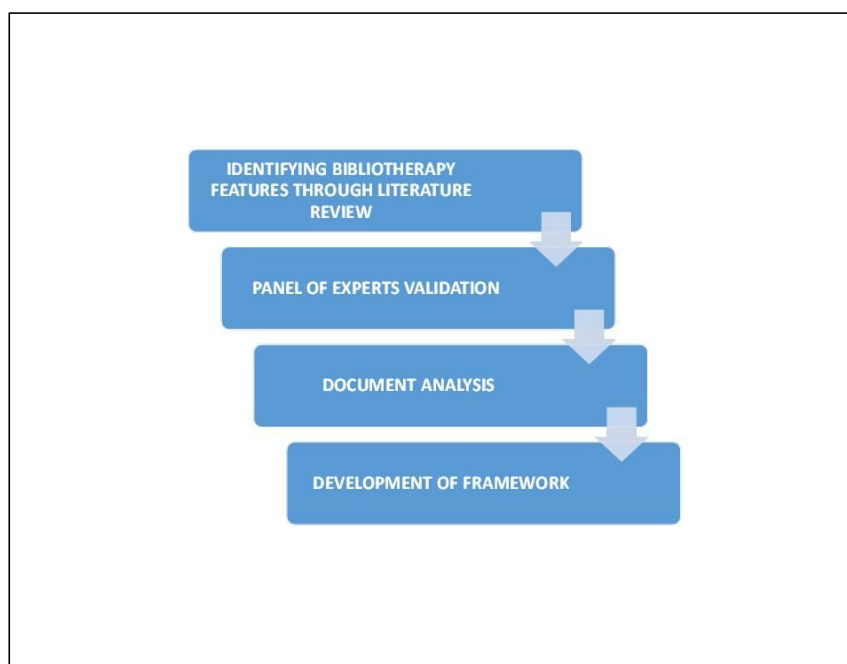 IDENTIFYING BIBLIOTHERAPY
FEATURES THROUGH LITERATURE
REVIEW
PANEL OF EXPERTS VALIDATION
DOCUMENT ANALYSIS
DEVELOPMENT OF FRAMEWORK